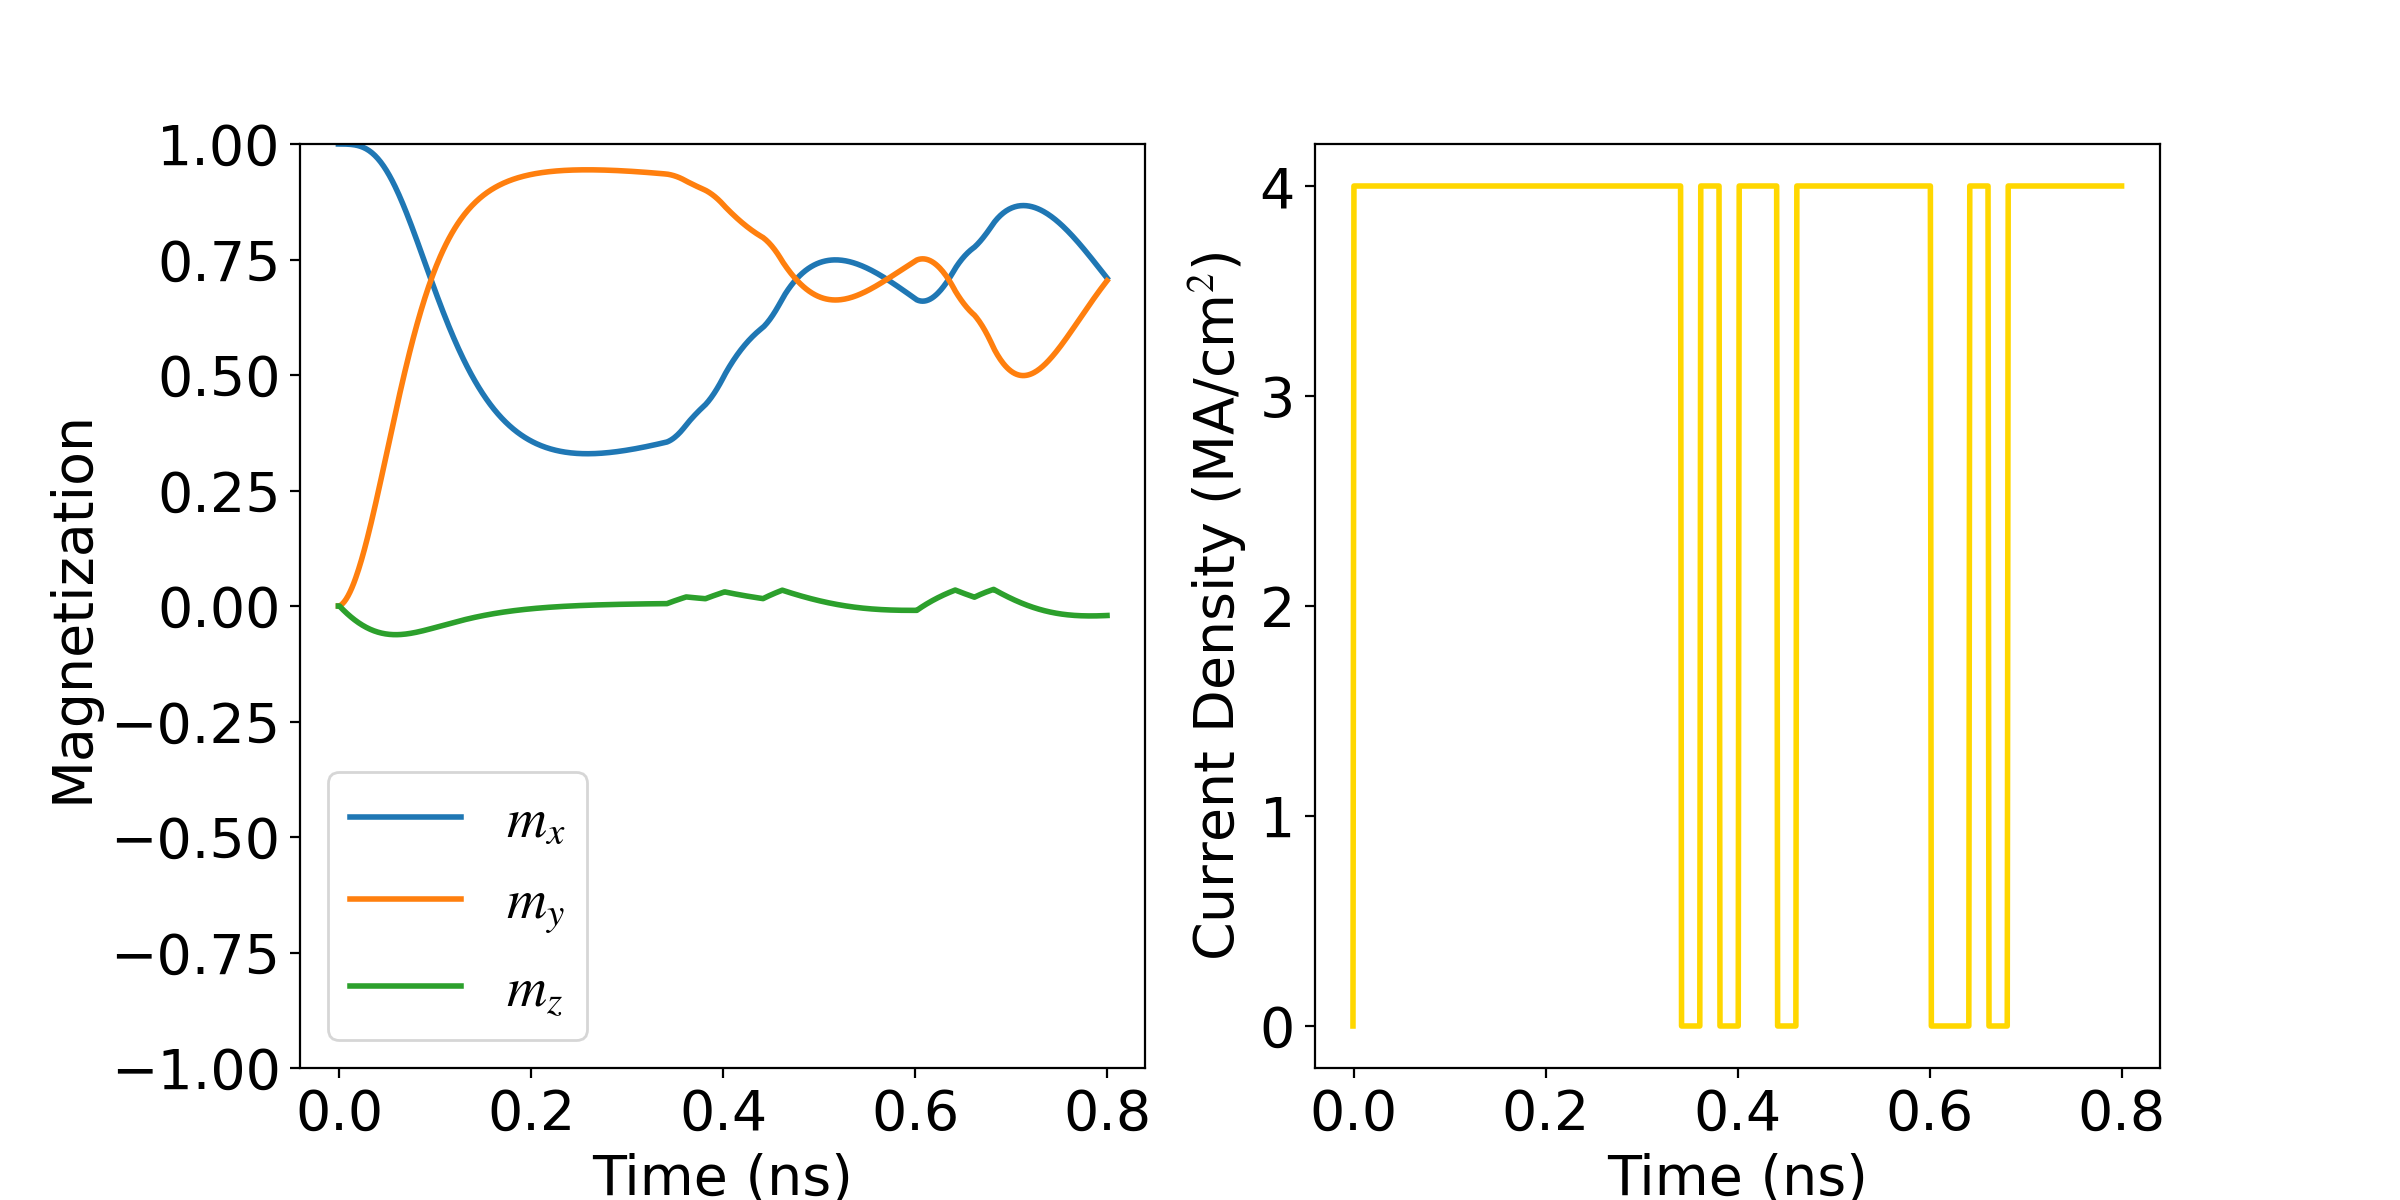 Magnetization
1.00
0.75
0.50
0.25
0.00
−0.25
−0.50
−0.75
−1.00
m_x
m_y
m_z
0.0 0.2 0.4 0.6 0.8
Time (ns)
Current Density (MA/cm²)
4
3
2
1
0
0.0 0.2 0.4 0.6 0.8
Time (ns)